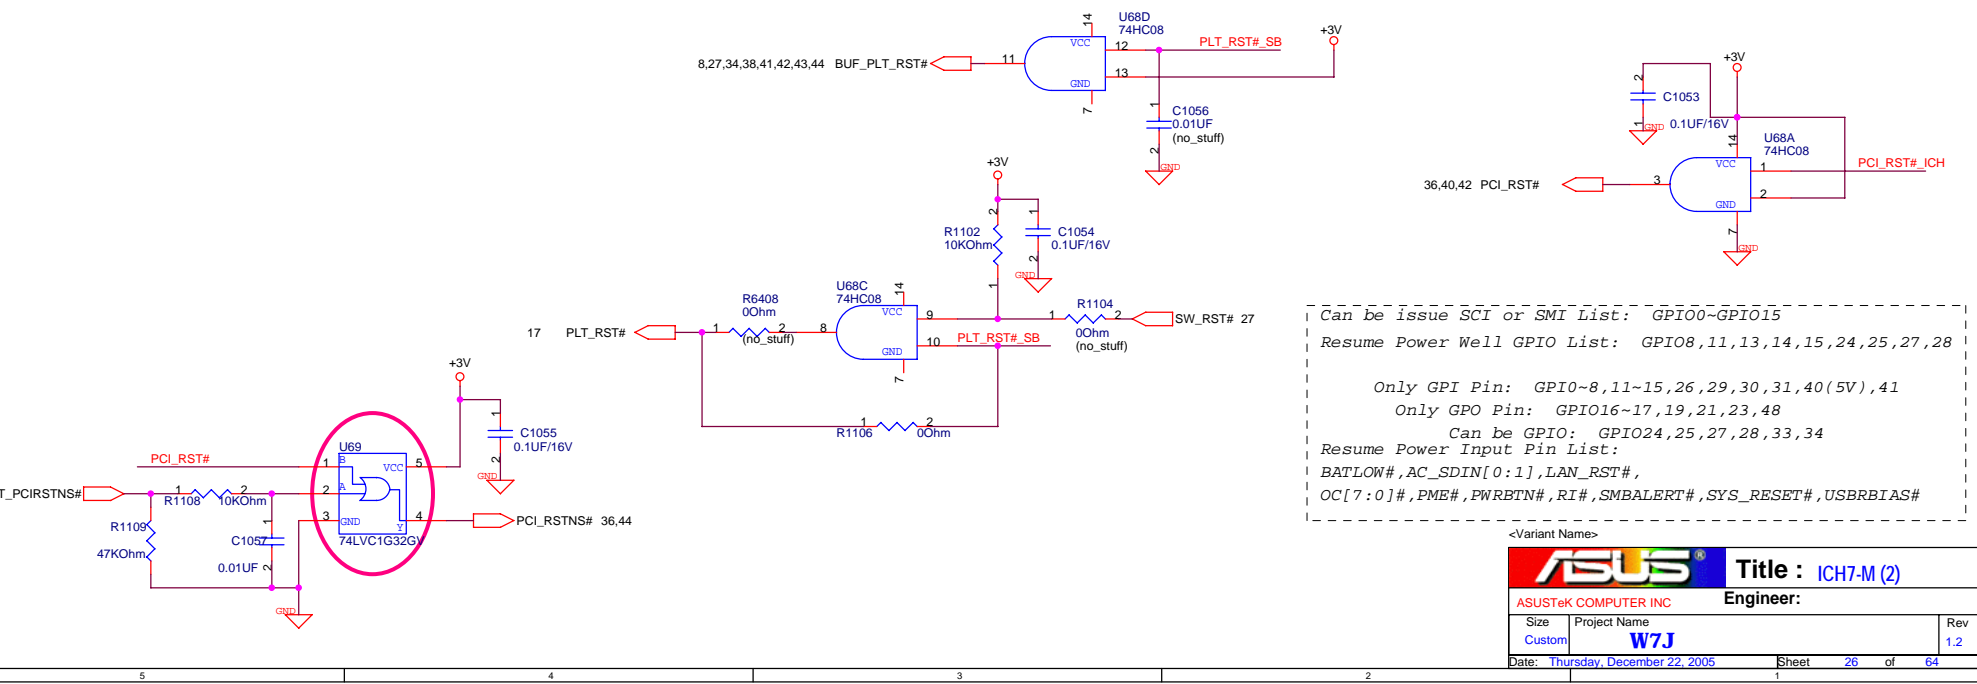 U68D
74HC08
14
VCC
12
PLT_RST#_SB
+3V
8,27,34,38,41,42,43,44 BUF_PLT_RST#
11
13
GND
7
1
C1056
0.01UF
(no_stuff)
2
GND
+3V
2
C1053
1
GND
0.1UF/16V
14
U68A
74HC08
VCC
1
PCI_RST#_ICH
36,40,42 PCI_RST#
3
2
GND
7
GND
+3V
2
R1102
10KOhm
1
1
C1054
0.1UF/16V
2
GND
R6408
0Ohm
1
2
(no_stuff)
U68C
74HC08
14
VCC
9
R1104
1
2
0Ohm
(no_stuff)
SW_RST# 27
17 PLT_RST#
8
10
PLT_RST#_SB
GND
7
1
2
R1106
0Ohm
+3V
1
C1055
0.1UF/16V
2
GND
U69
PCI_RST#
1
B
VCC
5
T_PCIRSTNS#
1
2
R1108
10KOhm
2
A
R1109
47KOhm
1
C1057
0.01UF
2
3
GND
Y
4
PCI_RSTNS# 36,44
74LVC1G32GV
GND
Can be issue SCI or SMI List: GPIO0~GPIO15
Resume Power Well GPIO List: GPIO8,11,13,14,15,24,25,27,28
Only GPI Pin: GPI0~8,11~15,26,29,30,31,40(5V),41
Only GPO Pin: GPIO16~17,19,21,23,48
Can be GPIO: GPIO24,25,27,28,33,34
Resume Power Input Pin List:
BATLOW#,AC_SDIN[0:1],LAN_RST#,
OC[7:0]#,PME#,PWRBTN#,RI#,SMBALERT#,SYS_RESET#,USBRBIAS#
<Variant Name>
ASUS®
Title : ICH7-M (2)
ASUSTeK COMPUTER INC
Engineer:
Size
Project Name
Rev
Custom
W7J
1.2
Date: Thursday, December 22, 2005
Sheet 26 of 64
5
4
3
2
1